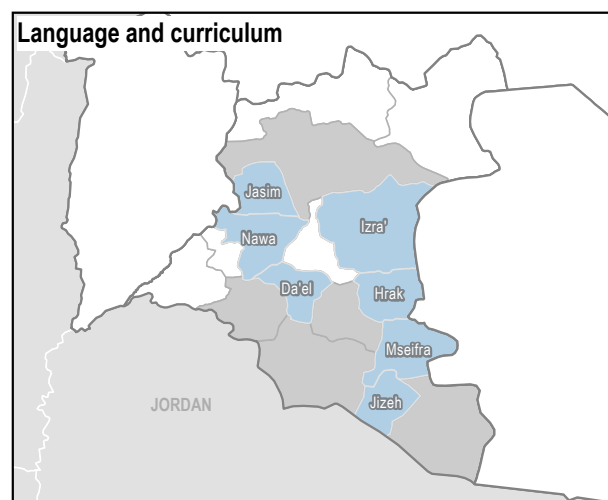 Language and curriculum
Jasim
Izra'
Nawa
Da'el
Hrak
Mseifra
Jizeh
JORDAN